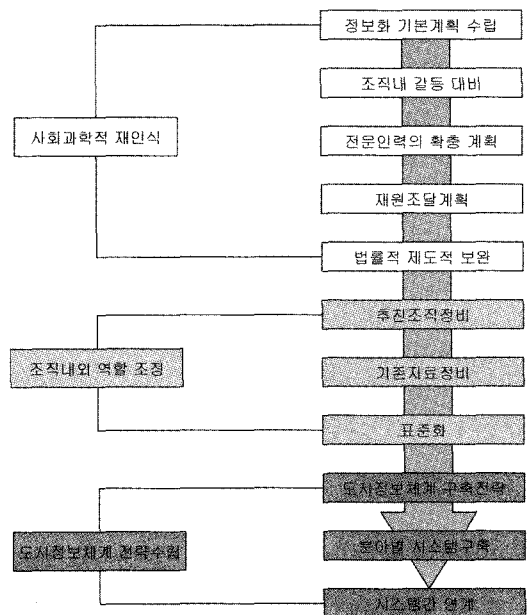 정보화 기본계획 수립
조직내 갈등 대비
사회과학적 재인식
전문인력의 확충 계획
재원조달계획
법률적 제도적 보완
추진조직정비
조직내외 역할 조정
기존자료정비
표준화
도시정보체계 구축전략
도시정보체계 전략수립
분야별 시스템구축
시스템간 연계